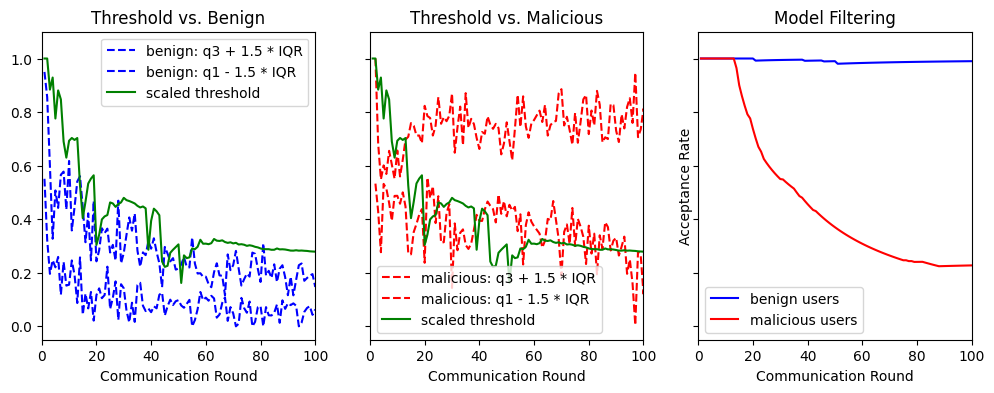 Threshold vs. Benign
benign: q3 + 1.5 * IQR
benign: q1 - 1.5 * IQR
scaled threshold
1.0
0.8
0.6
0.4
0.2
0.0
0
20
40
60
80
100
Communication Round
Threshold vs. Malicious
malicious: q3 + 1.5 * IQR
malicious: q1 - 1.5 * IQR
scaled threshold
0
20
40
60
80
100
Communication Round
Model Filtering
Acceptance Rate
benign users
malicious users
0
20
40
60
80
100
Communication Round